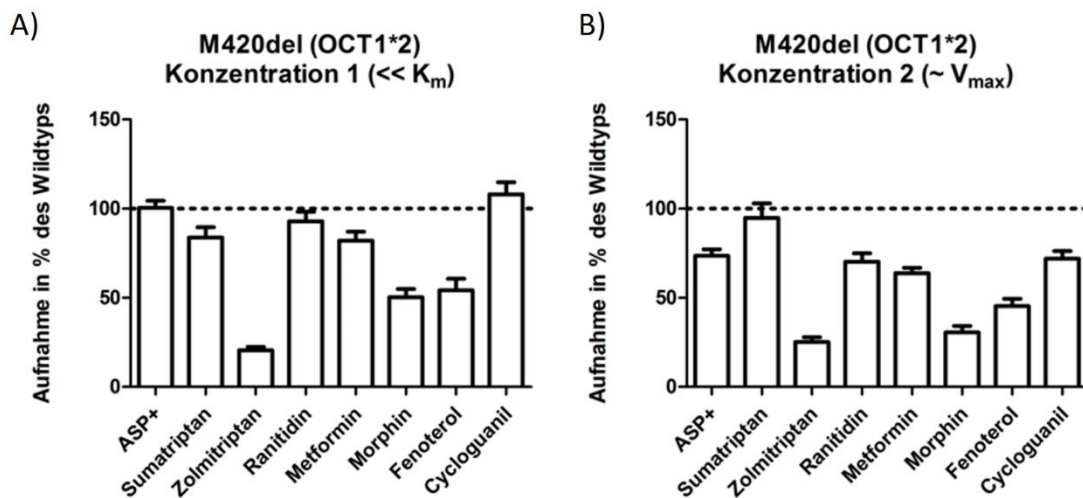 A)
M420del (OCT1*2)
Konzentration 1 (<< Km)
Aufnahme in % des Wildtyps
150
100
50
0
ASP+
Sumatriptan
Zolmitriptan
Ranitidin
Metformin
Morphin
Fenoterol
Cycloguanil
B)
M420del (OCT1*2)
Konzentration 2 (~ Vmax)
Aufnahme in % des Wildtyps
150
100
50
0
ASP+
Sumatriptan
Zolmitriptan
Ranitidin
Metformin
Morphin
Fenoterol
Cycloguanil